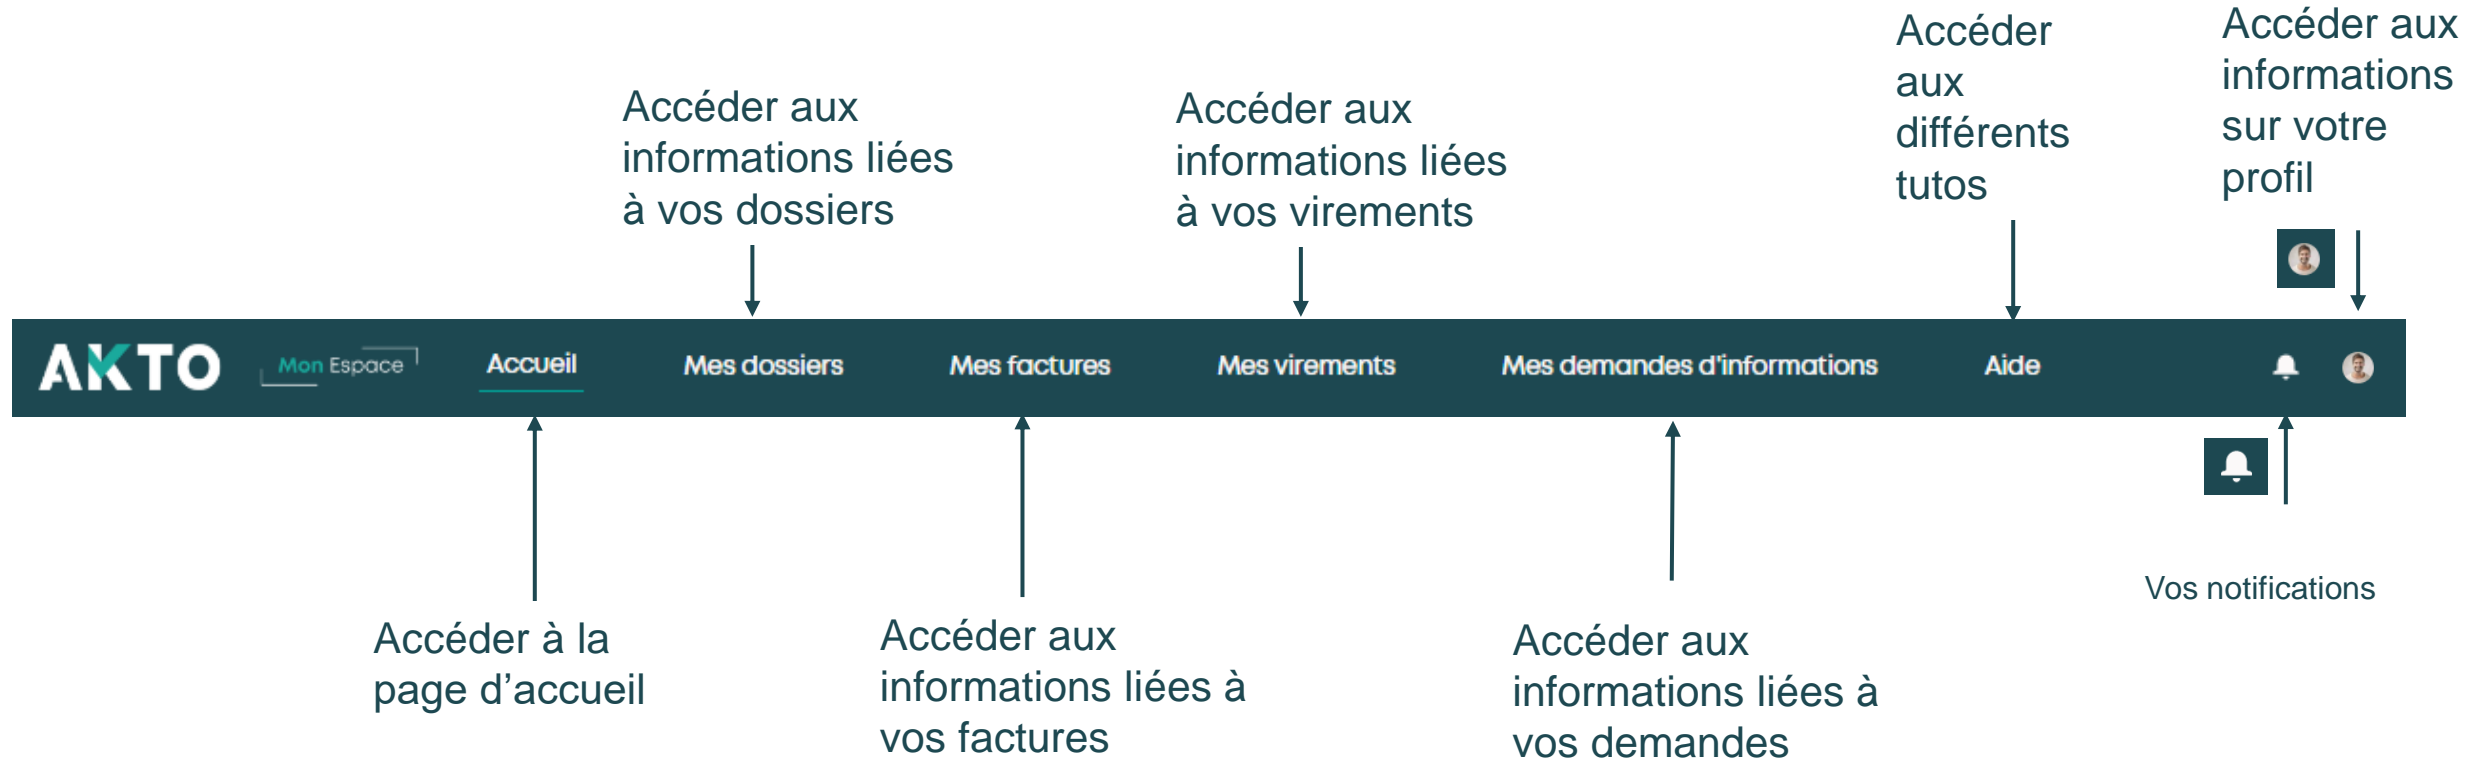 Accéder aux
informations liées
à vos dossiers
Accéder aux
informations liées
à vos virements
Accéder
aux
différents
tutos
Accéder aux
informations
sur votre
profil
AKTO
Mon Espace
Accueil
Mes dossiers
Mes factures
Mes virements
Mes demandes d'informations
Aide
Accéder à la
page d’accueil
Accéder aux
informations liées à
vos factures
Accéder aux
informations liées à
vos demandes
Vos notifications